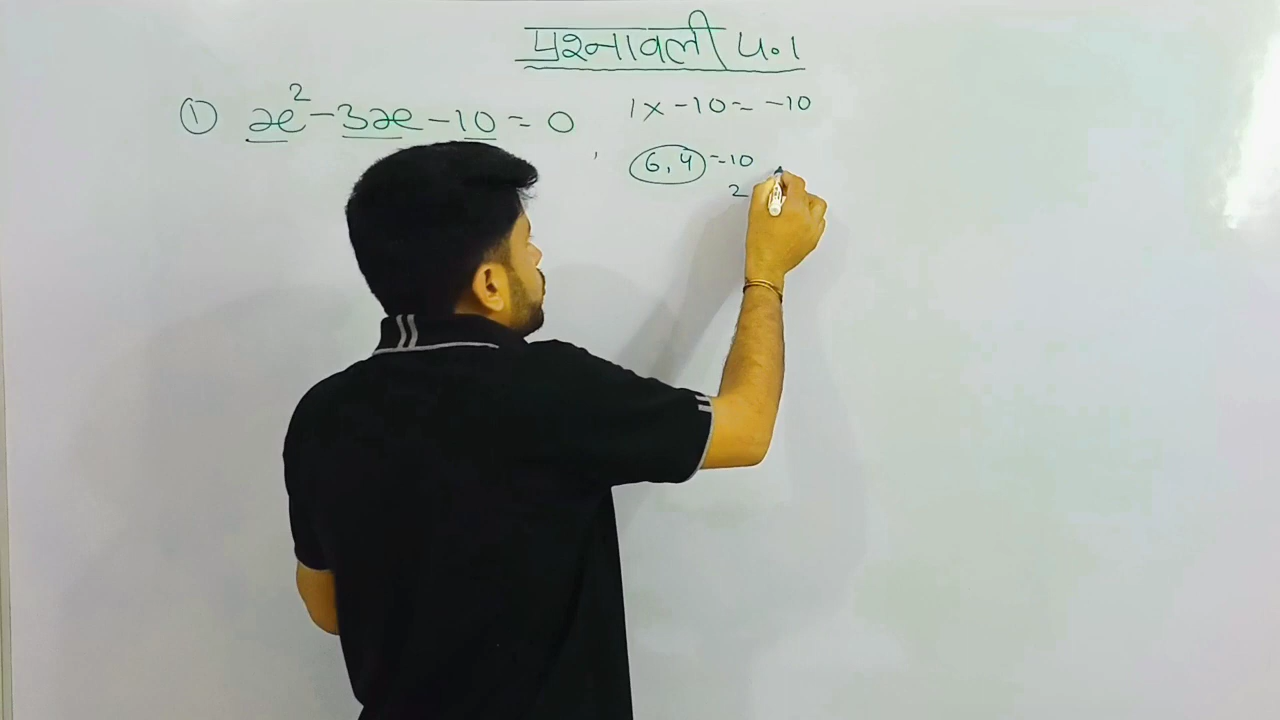 प्रश्नावली 4.1
① x² - 3x - 10 = 0
1 x - 10 = - 10
6, 4 = 10
2